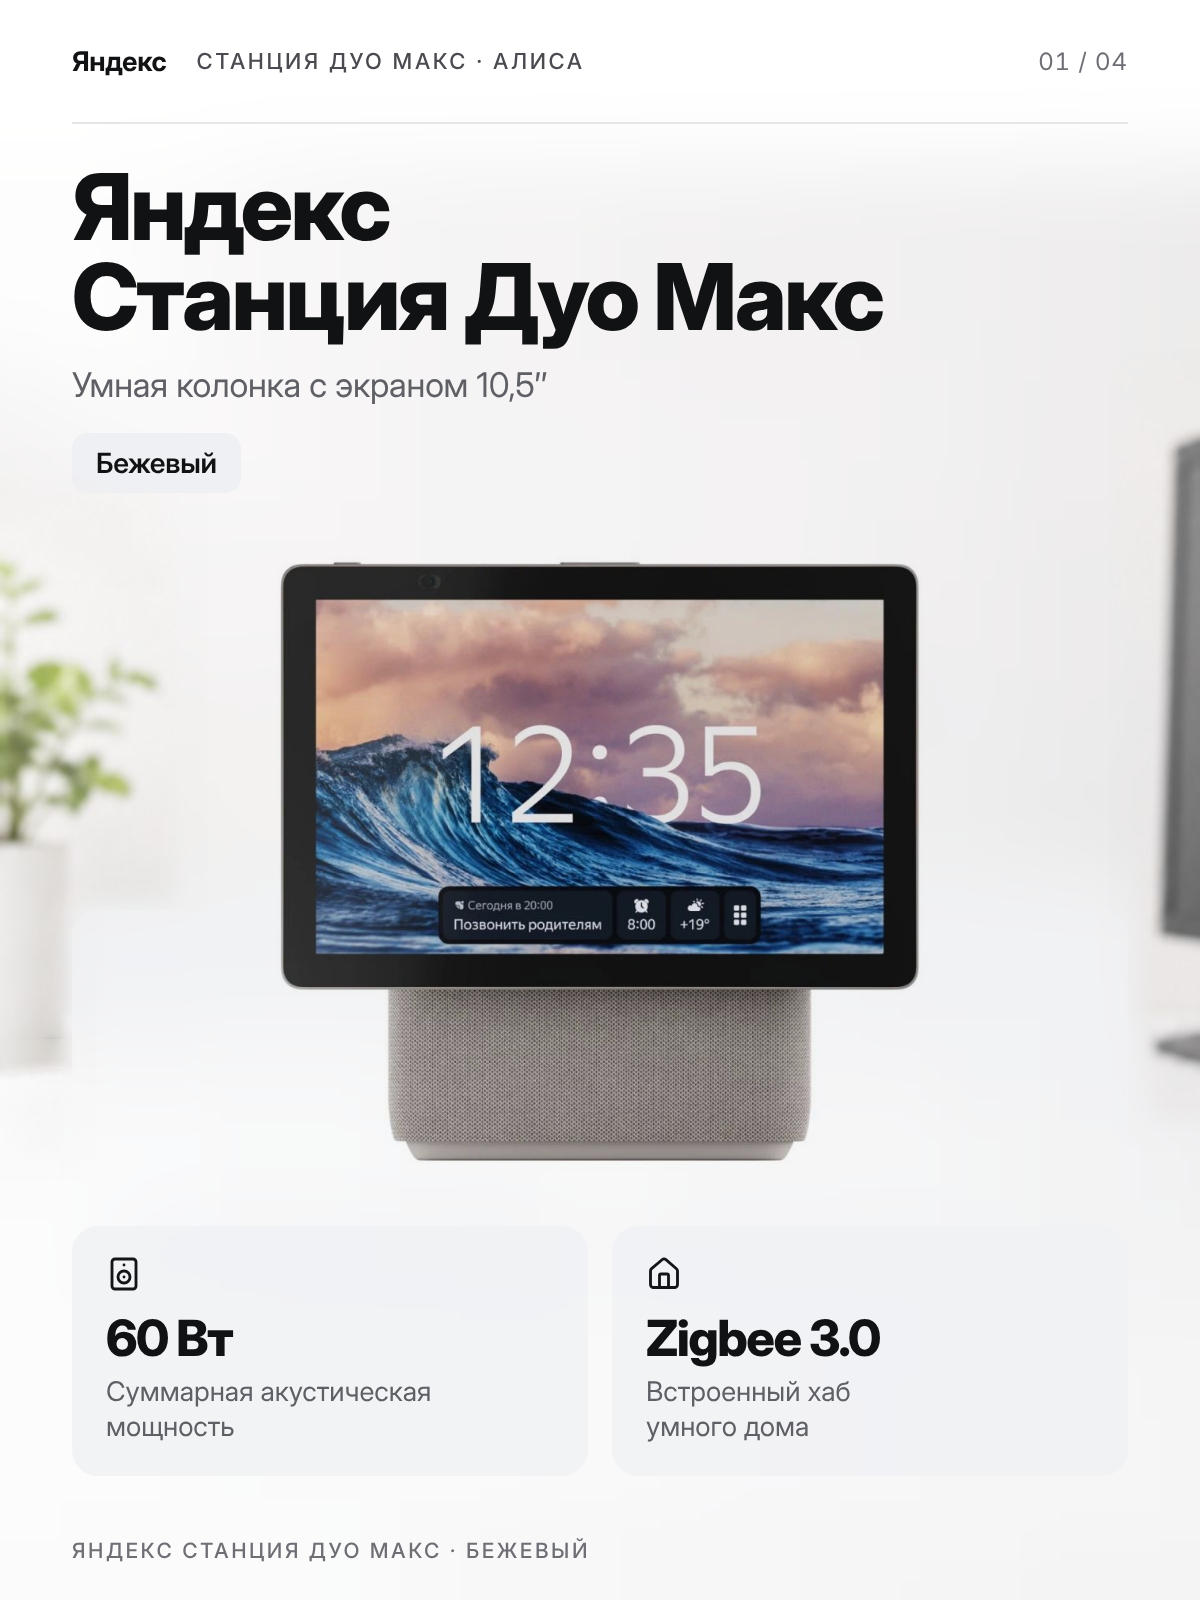 Яндекс СТАНЦИЯ ДУО МАКС · АЛИСА 01 / 04
Яндекс
Станция Дуо Макс
Умная колонка с экраном 10,5″
Бежевый
12:35
Сегодня в 20:00
Позвонить родителям 8:00 +19°
60 Вт
Суммарная акустическая
мощность
Zigbee 3.0
Встроенный хаб
умного дома
ЯНДЕКС СТАНЦИЯ ДУО МАКС · БЕЖЕВЫЙ